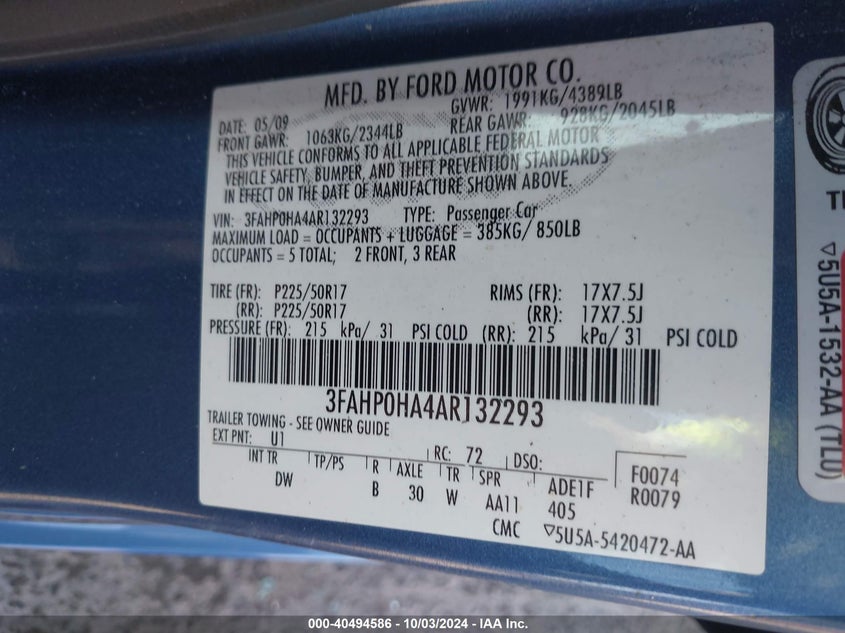 MFD. BY FORD MOTOR CO.
DATE: 05/09 GVWR: 1991KG/4389LB
FRONT GAWR: 1063KG/2344LB REAR GAWR: 928KG/2045LB
THIS VEHICLE CONFORMS TO ALL APPLICABLE FEDERAL MOTOR
VEHICLE SAFETY, BUMPER, AND THEFT PREVENTION STANDARDS
IN EFFECT ON THE DATE OF MANUFACTURE SHOWN ABOVE.
VIN: 3FAHP0HA4AR132293 TYPE: Passenger Car
MAXIMUM LOAD = OCCUPANTS + LUGGAGE = 385KG/ 850LB
OCCUPANTS = 5 TOTAL; 2 FRONT, 3 REAR
TIRE (FR): P225/50R17 RIMS (FR): 17X7.5J
(RR): P225/50R17 (RR): 17X7.5J
PRESSURE (FR): 215 kPa/ 31 PSI COLD (RR): 215 kPa/ 31 PSI COLD
3FAHP0HA4AR132293
TRAILER TOWING - SEE OWNER GUIDE
EXT PNT: U1 RC: 72 DSO:
INT TR TP/PS R AXLE TR SPR ADE1F F0074
DW B 30 W AA11 405 R0079
CMC ▽5U5A-5420472-AA
▽5U5A-1532-AA (TLU)
000-40494586 - 10/03/2024 - IAA Inc.